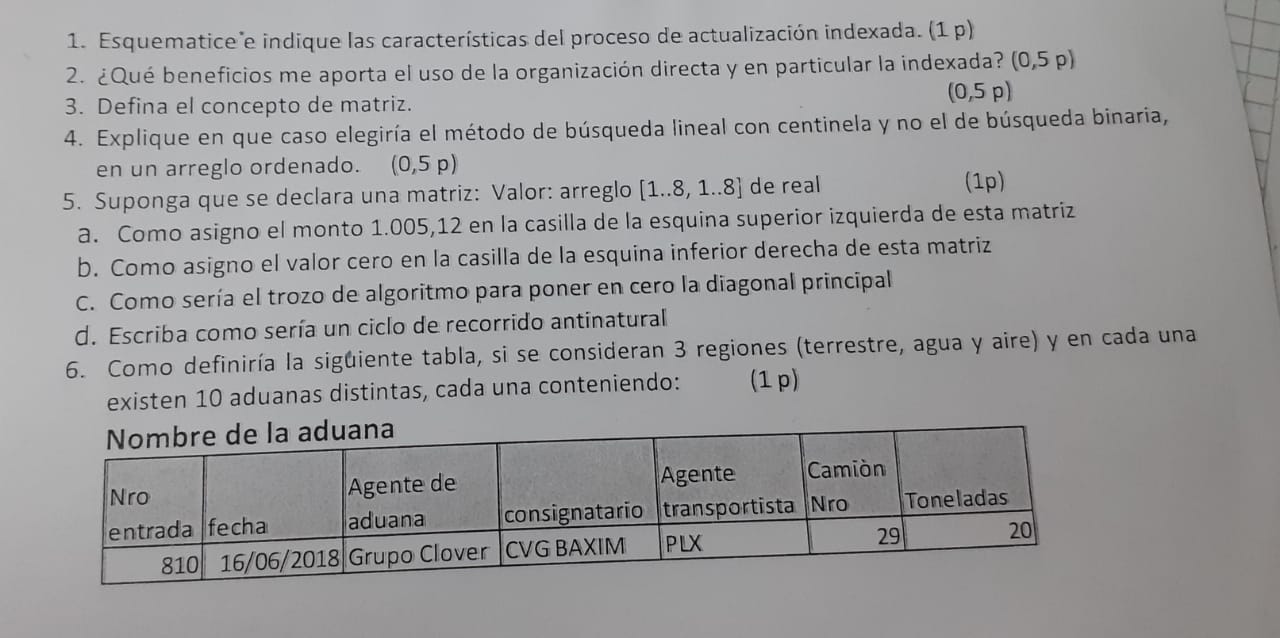 1. Esquematice e indique las características del proceso de actualización indexada. (1 p)
2. ¿Qué beneficios me aporta el uso de la organización directa y en particular la indexada? (0,5 p)
3. Defina el concepto de matriz. (0,5 p)
4. Explique en que caso elegiría el método de búsqueda lineal con centinela y no el de búsqueda binaria,
en un arreglo ordenado. (0,5 p)
5. Suponga que se declara una matriz: Valor: arreglo [1..8, 1..8] de real (1p)
a. Como asigno el monto 1.005,12 en la casilla de la esquina superior izquierda de esta matriz
b. Como asigno el valor cero en la casilla de la esquina inferior derecha de esta matriz
c. Como sería el trozo de algoritmo para poner en cero la diagonal principal
d. Escriba como sería un ciclo de recorrido antinatural
6. Como definiría la siguiente tabla, si se consideran 3 regiones (terrestre, agua y aire) y en cada una
existen 10 aduanas distintas, cada una conteniendo: (1 p)
Nombre de la aduana
Nro entrada fecha Agente de aduana consignatario Agente transportista Camiòn Nro Toneladas
810 16/06/2018 Grupo Clover CVG BAXIM PLX 29 20